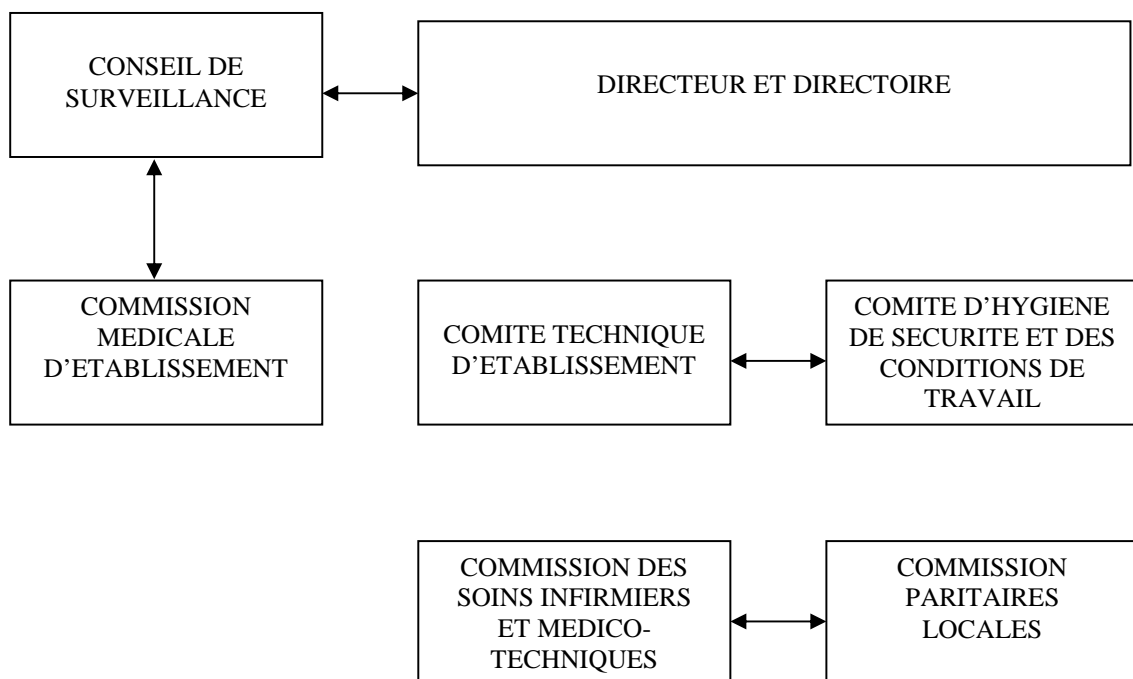 CONSEIL DE
SURVEILLANCE
DIRECTEUR ET DIRECTOIRE
COMMISSION
MEDICALE
D’ETABLISSEMENT
COMITE TECHNIQUE
D’ETABLISSEMENT
COMITE D’HYGIENE
DE SECURITE ET DES
CONDITIONS DE
TRAVAIL
COMMISSION DES
SOINS INFIRMIERS
ET MEDICO-
TECHNIQUES
COMMISSION
PARITAIRES
LOCALES